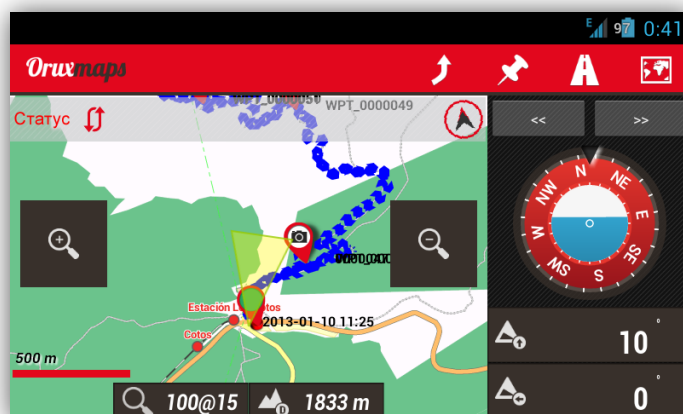 E 97 0:41
Oruxmaps
WPT_0000049
Статус
<< >>
N
NE
E
SE
S
SW
W
NW
2013-01-10 11:25
Cotos
500 m
10 °
0 °
100@15
1833 m